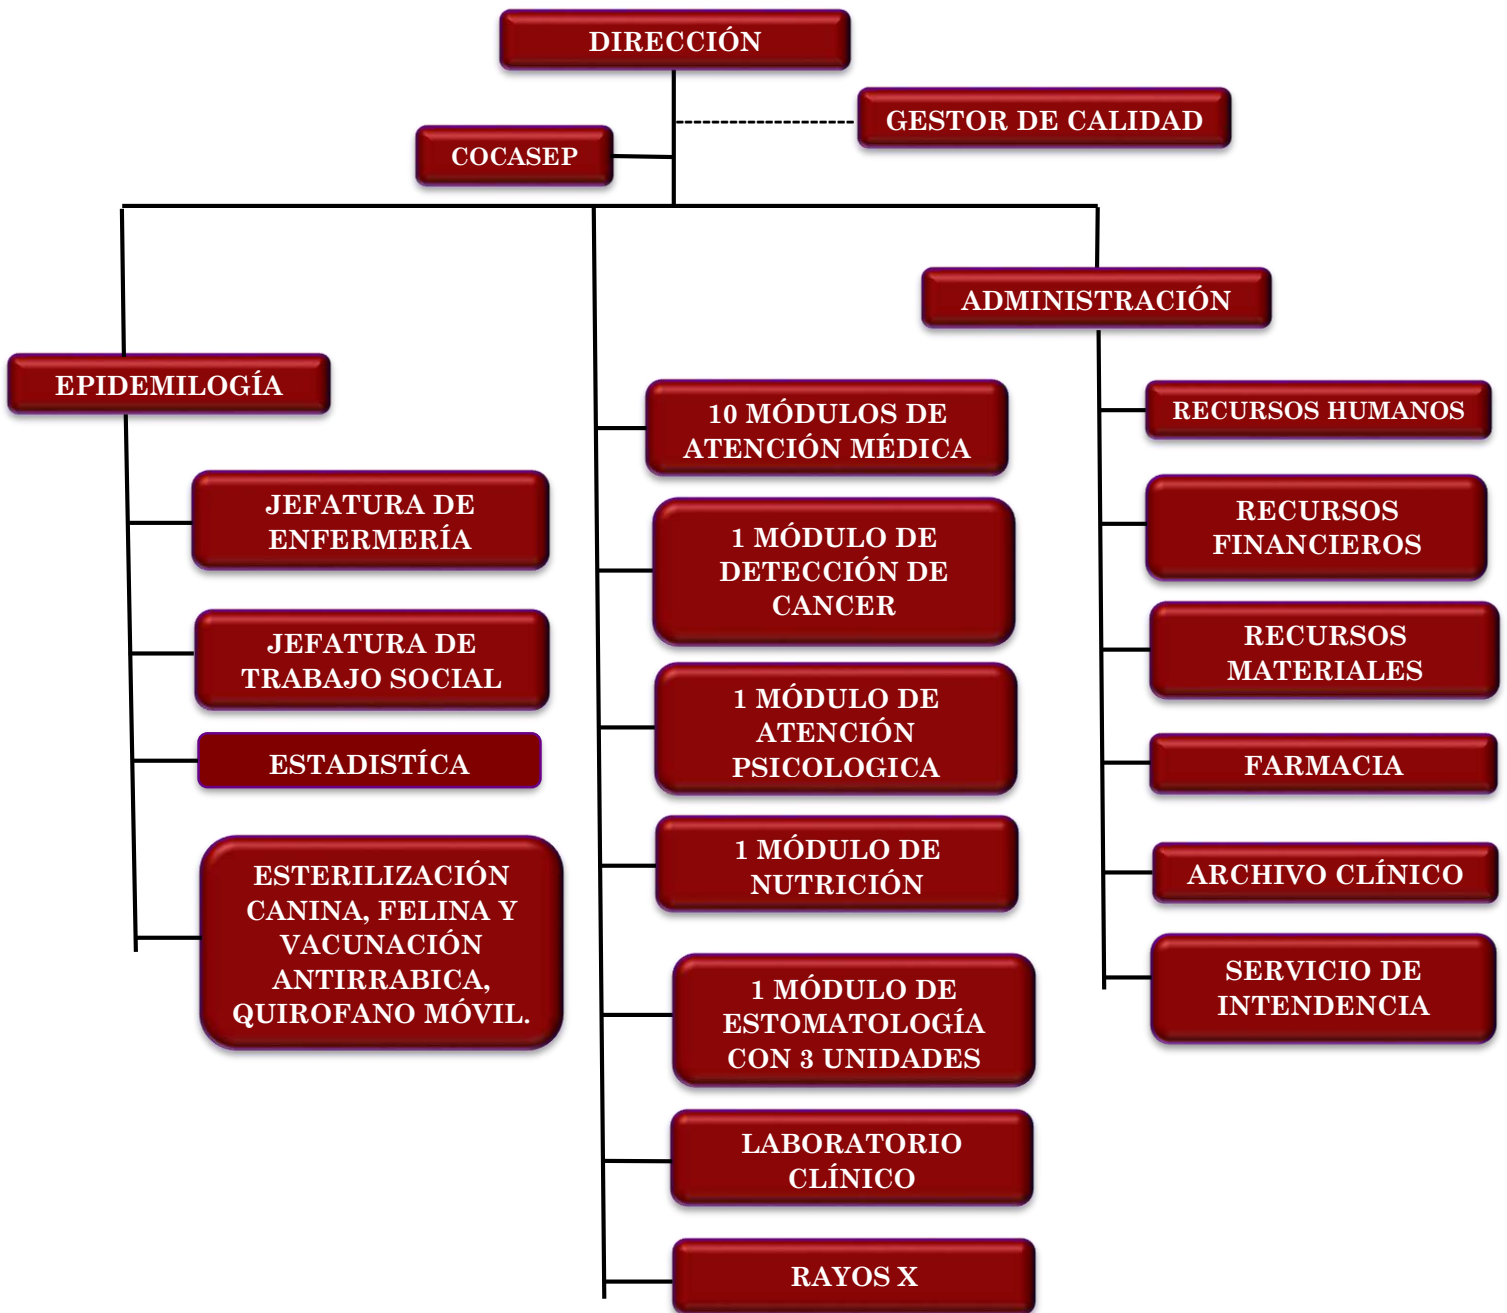 DIRECCIÓN
GESTOR DE CALIDAD
COCASEP
EPIDEMILOGÍA
JEFATURA DE
ENFERMERÍA
JEFATURA DE
TRABAJO SOCIAL
ESTADISTÍCA
ESTERILIZACIÓN
CANINA, FELINA Y
VACUNACIÓN
ANTIRRABICA,
QUIROFANO MÓVIL.
10 MÓDULOS DE
ATENCIÓN MÉDICA
1 MÓDULO DE
DETECCIÓN DE
CANCER
1 MÓDULO DE
ATENCIÓN
PSICOLOGICA
1 MÓDULO DE
NUTRICIÓN
1 MÓDULO DE
ESTOMATOLOGÍA
CON 3 UNIDADES
LABORATORIO
CLÍNICO
RAYOS X
ADMINISTRACIÓN
RECURSOS HUMANOS
RECURSOS
FINANCIEROS
RECURSOS
MATERIALES
FARMACIA
ARCHIVO CLÍNICO
SERVICIO DE
INTENDENCIA